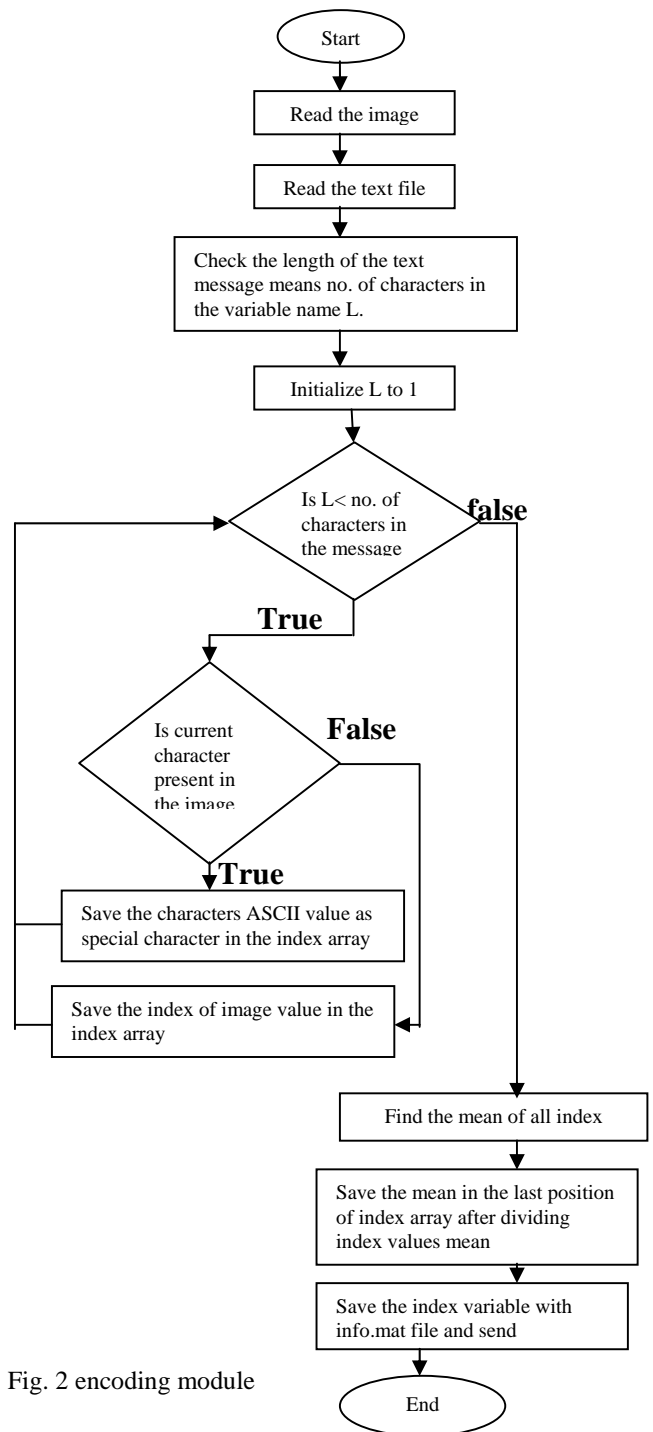 Start
Read the image
Read the text file
Check the length of the text
message means no. of characters in
the variable name L.
Initialize L to 1
Is L< no. of
characters in
the message
false
True
Is current
character
present in
the image
False
True
Save the characters ASCII value as
special character in the index array
Save the index of image value in the
index array
Find the mean of all index
Save the mean in the last position
of index array after dividing
index values mean
Save the index variable with
info.mat file and send
Fig. 2 encoding module
End